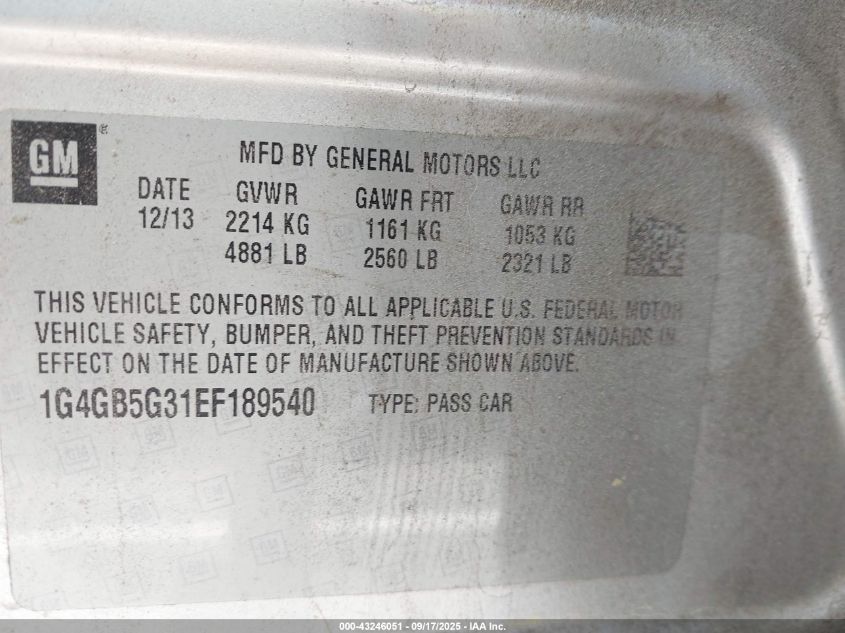 GM ®
MFD BY GENERAL MOTORS LLC
DATE GVWR GAWR FRT GAWR RR
12/13 2214 KG 1161 KG 1053 KG
4881 LB 2560 LB 2321 LB
THIS VEHICLE CONFORMS TO ALL APPLICABLE U.S. FEDERAL MOTOR
VEHICLE SAFETY, BUMPER, AND THEFT PREVENTION STANDARDS IN
EFFECT ON THE DATE OF MANUFACTURE SHOWN ABOVE.
1G4GB5G31EF189540 TYPE: PASS CAR
000-43246051 - 09/17/2025 - IAA Inc.